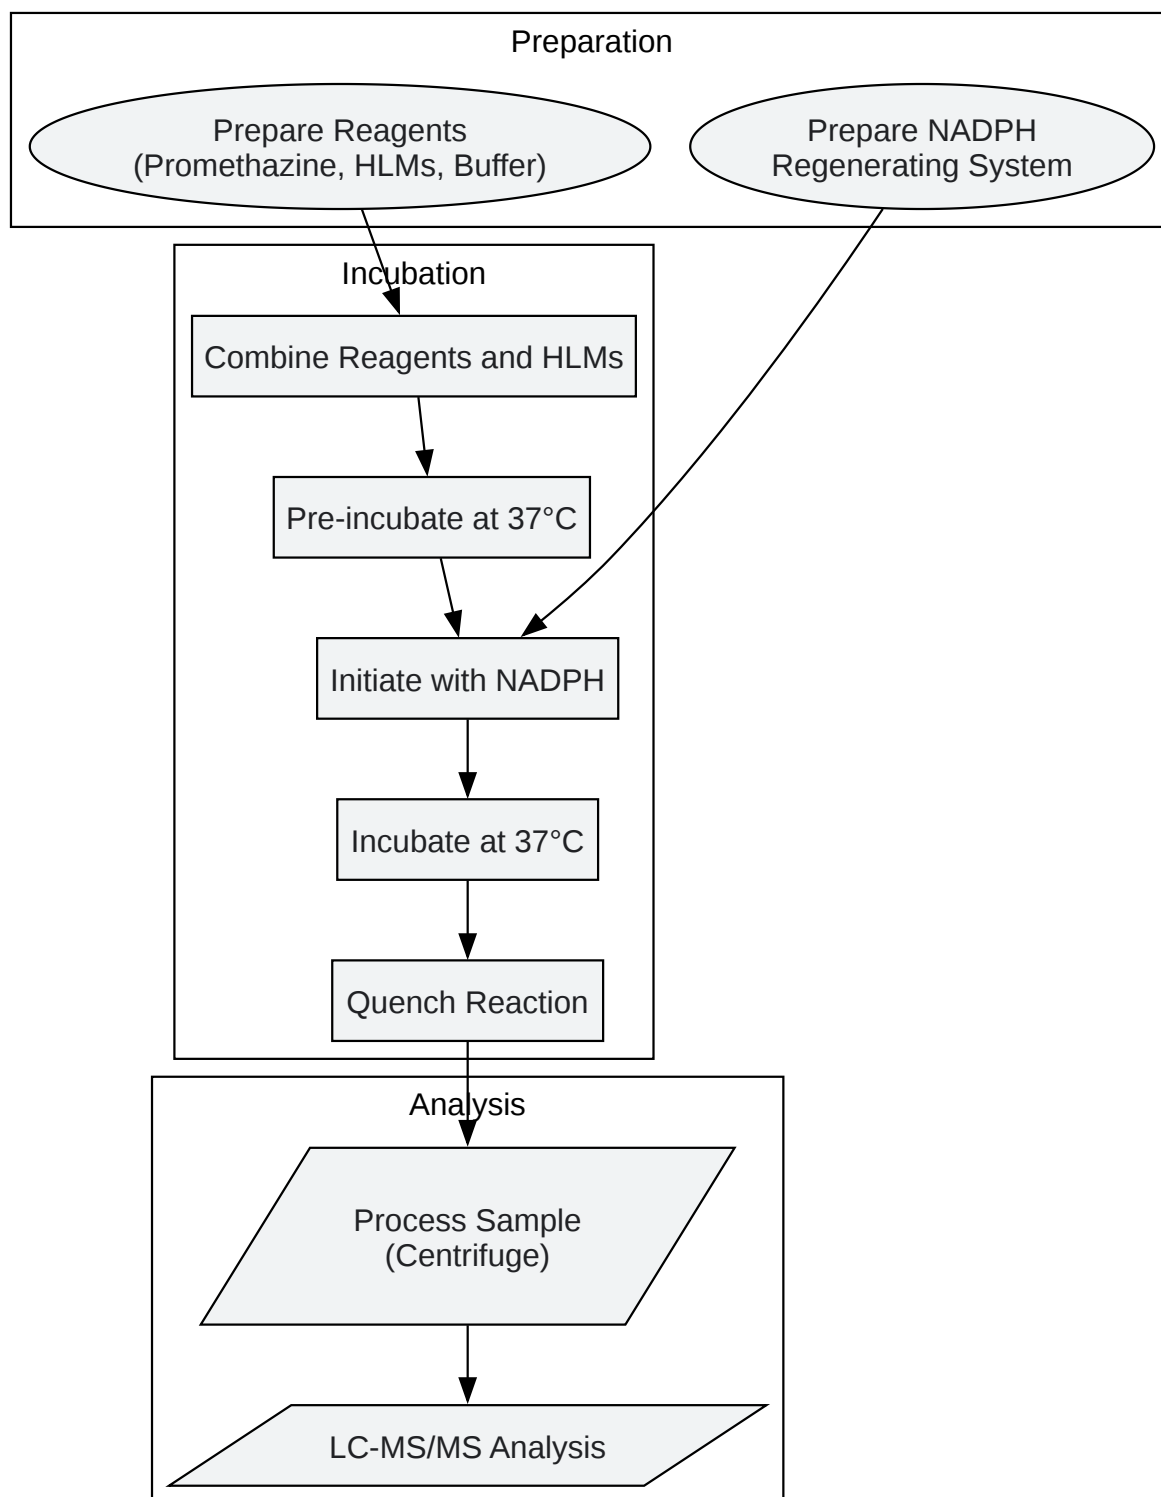 Preparation
Prepare Reagents
(Promethazine, HLMs, Buffer)
Prepare NADPH
Regenerating System
Incubation
Combine Reagents and HLMs
Pre-incubate at 37°C
Initiate with NADPH
Incubate at 37°C
Quench Reaction
Analysis
Process Sample
(Centrifuge)
LC-MS/MS Analysis